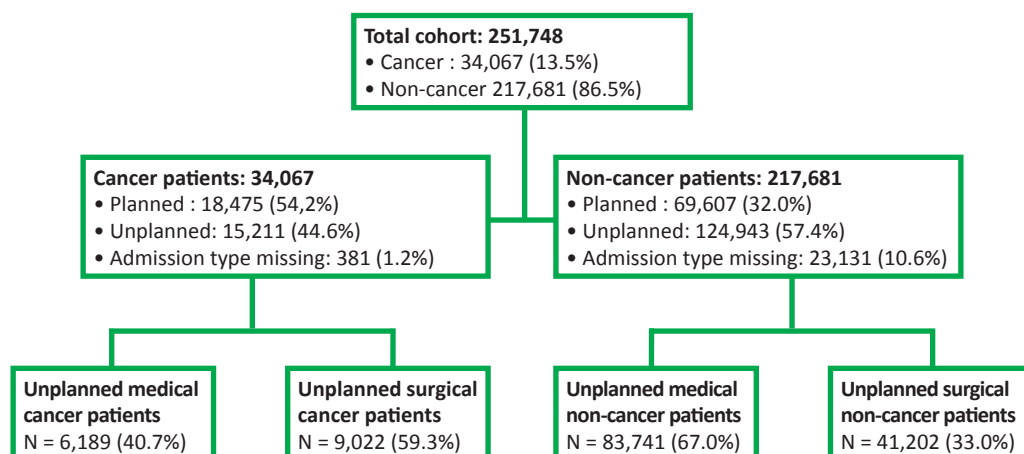 Total cohort: 251,748
• Cancer : 34,067 (13.5%)
• Non-cancer 217,681 (86.5%)
Cancer patients: 34,067
• Planned : 18,475 (54,2%)
• Unplanned: 15,211 (44.6%)
• Admission type missing: 381 (1.2%)
Non-cancer patients: 217,681
• Planned : 69,607 (32.0%)
• Unplanned: 124,943 (57.4%)
• Admission type missing: 23,131 (10.6%)
Unplanned medical
cancer patients
N = 6,189 (40.7%)
Unplanned surgical
cancer patients
N = 9,022 (59.3%)
Unplanned medical
non-cancer patients
N = 83,741 (67.0%)
Unplanned surgical
non-cancer patients
N = 41,202 (33.0%)